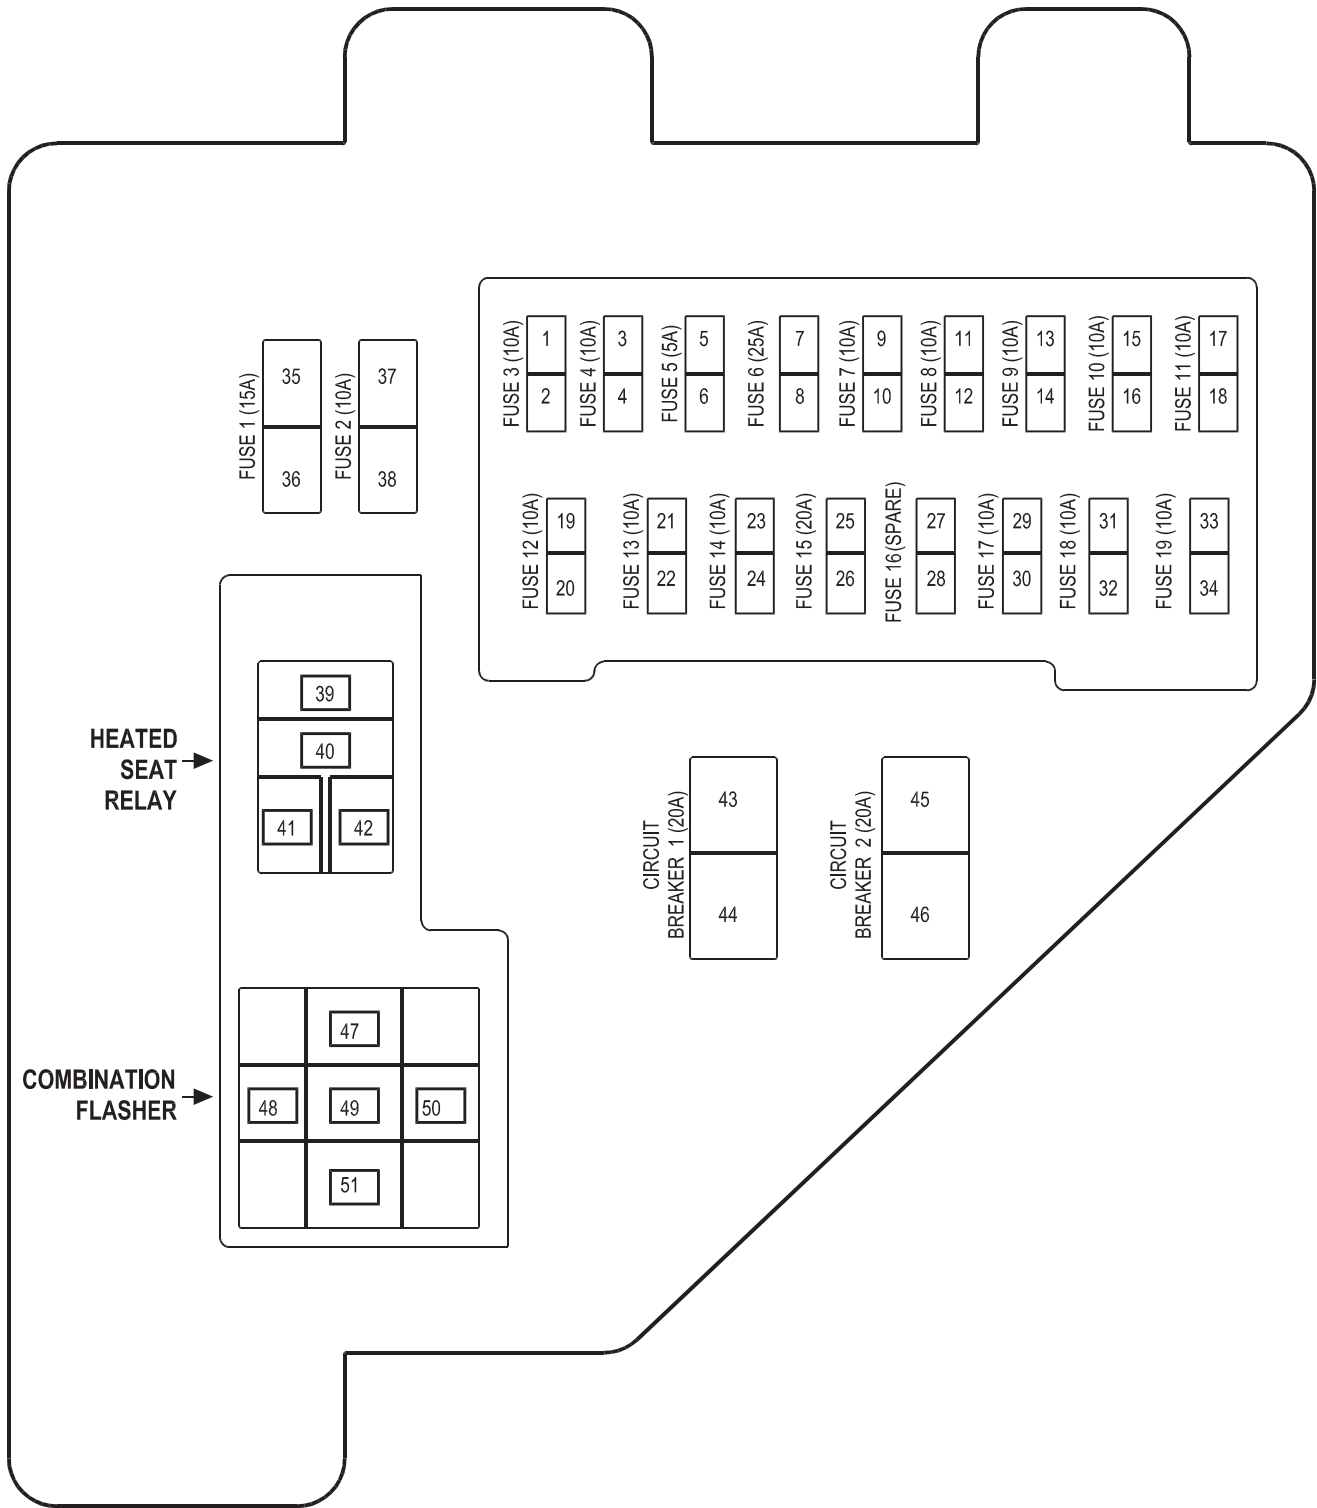 FUSE 1 (15A)
35
36
FUSE 2 (10A)
37
38
FUSE 3 (10A)
1
2
FUSE 4 (10A)
3
4
FUSE 5 (5A)
5
6
FUSE 6 (25A)
7
8
FUSE 7 (10A)
9
10
FUSE 8 (10A)
11
12
FUSE 9 (10A)
13
14
FUSE 10 (10A)
15
16
FUSE 11 (10A)
17
18
FUSE 12 (10A)
19
20
FUSE 13 (10A)
21
22
FUSE 14 (10A)
23
24
FUSE 15 (20A)
25
26
FUSE 16 (SPARE)
27
28
FUSE 17 (10A)
29
30
FUSE 18 (10A)
31
32
FUSE 19 (10A)
33
34
HEATED
SEAT
RELAY
39
40
41
42
CIRCUIT
BREAKER 1 (20A)
43
44
CIRCUIT
BREAKER 2 (20A)
45
46
COMBINATION
FLASHER
47
48
49
50
51